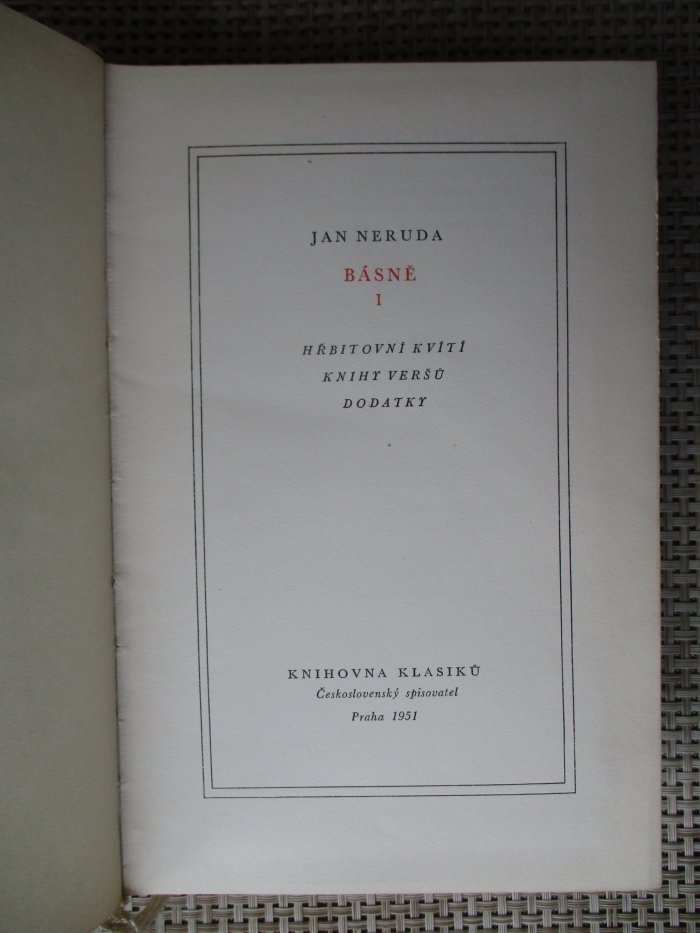 JAN NERUDA
BÁSNĚ
I
HŘBITOVNÍ KVÍTÍ
KNIHY VERŠŮ
DODATKY
KNIHOVNA KLASIKŮ
Československý spisovatel
Praha 1951